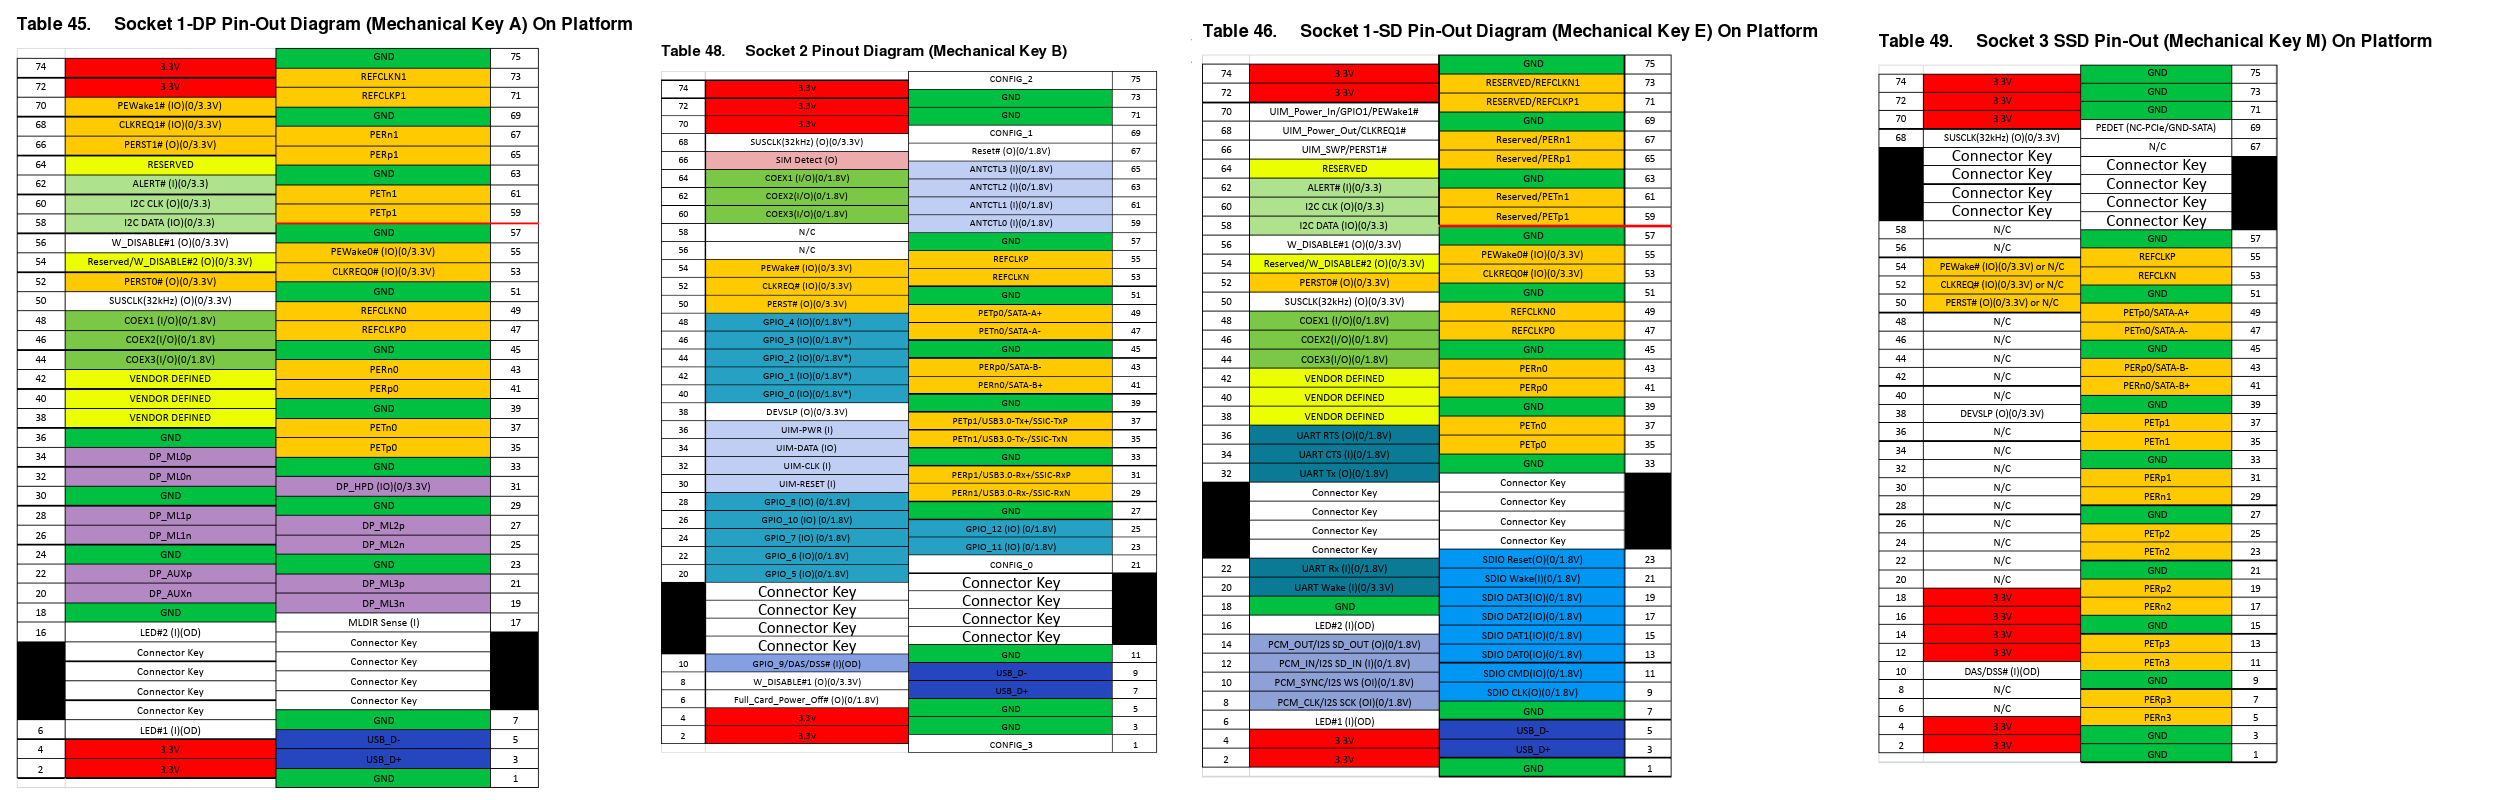 Table 45. Socket 1-DP Pin-Out Diagram (Mechanical Key A) On Platform
74 3.3V
72 3.3V
70 PEWake1# (IO)(0/3.3V)
68 CLKREQ1# (IO)(0/3.3V)
66 PERST1# (O)(0/3.3V)
64 RESERVED
62 ALERT# (I)(0/3.3)
60 I2C CLK (O)(0/3.3)
58 I2C DATA (IO)(0/3.3)
56 W_DISABLE#1 (O)(0/3.3V)
54 Reserved/W_DISABLE#2 (O)(0/3.3V)
52 PERST0# (O)(0/3.3V)
50 SUSCLK(32kHz) (O)(0/3.3V)
48 COEX1 (I/O)(0/1.8V)
46 COEX2(I/O)(0/1.8V)
44 COEX3(I/O)(0/1.8V)
42 VENDOR DEFINED
40 VENDOR DEFINED
38 VENDOR DEFINED
36 GND
34 DP_ML0p
32 DP_ML0n
30 GND
28 DP_ML1p
26 DP_ML1n
24 GND
22 DP_AUXp
20 DP_AUXn
18 GND
16 LED#2 (I)(OD)
Connector Key
Connector Key
Connector Key
Connector Key
6 LED#1 (I)(OD)
4 3.3V
2 3.3V
GND 75
REFCLKN1 73
REFCLKP1 71
GND 69
PERn1 67
PERp1 65
GND 63
PETn1 61
PETp1 59
GND 57
PEWake0# (IO)(0/3.3V) 55
CLKREQ0# (IO)(0/3.3V) 53
GND 51
REFCLKN0 49
REFCLKP0 47
GND 45
PERn0 43
PERp0 41
GND 39
PETn0 37
PETp0 35
GND 33
DP_HPD (IO)(0/3.3V) 31
GND 29
DP_ML2p 27
DP_ML2n 25
GND 23
DP_ML3p 21
DP_ML3n 19
MLDIR Sense (I) 17
Connector Key
Connector Key
Connector Key
Connector Key
GND 7
USB_D- 5
USB_D+ 3
GND 1
Table 48. Socket 2 Pinout Diagram (Mechanical Key B)
74 3.3V
72 3.3V
70 3.3V
68 SUSCLK(32kHz) (O)(0/3.3V)
66 SIM Detect (O)
64 COEX1 (I/O)(0/1.8V)
62 COEX2(I/O)(0/1.8V)
60 COEX3(I/O)(0/1.8V)
58 N/C
56 N/C
54 PEWake# (IO)(0/3.3V)
52 CLKREQ# (IO)(0/3.3V)
50 PERST# (O)(0/3.3V)
48 GPIO_4 (IO)(0/1.8V*)
46 GPIO_3 (IO)(0/1.8V*)
44 GPIO_2 (IO)(0/1.8V*)
42 GPIO_1 (IO)(0/1.8V*)
40 GPIO_0 (IO)(0/1.8V*)
38 DEVSLP (O)(0/3.3V)
36 UIM-PWR (I)
34 UIM-DATA (IO)
32 UIM-CLK (I)
30 UIM-RESET (I)
28 GPIO_8 (IO) (0/1.8V)
26 GPIO_10 (IO) (0/1.8V)
24 GPIO_7 (IO) (0/1.8V)
22 GPIO_6 (IO)(0/1.8V)
20 GPIO_5 (IO)(0/1.8V)
Connector Key
Connector Key
Connector Key
Connector Key
10 GPIO_9/DAS/DSS# (I)(OD)
8 W_DISABLE#1 (O)(0/3.3V)
6 Full_Card_Power_Off# (O)(0/1.8V)
4 3.3V
2 3.3V
CONFIG_2 75
GND 73
GND 71
CONFIG_1 69
Reset# (O)(0/1.8V) 67
ANTCTL3 (I)(0/1.8V) 65
ANTCTL2 (I)(0/1.8V) 63
ANTCTL1 (I)(0/1.8V) 61
ANTCTL0 (I)(0/1.8V) 59
GND 57
REFCLKP 55
REFCLKN 53
GND 51
PETp0/SATA-A+ 49
PETn0/SATA-A- 47
GND 45
PERp0/SATA-B- 43
PERn0/SATA-B+ 41
GND 39
PETp1/USB3.0-Tx+/SSIC-TxP 37
PETn1/USB3.0-Tx-/SSIC-TxN 35
GND 33
PERp1/USB3.0-Rx+/SSIC-RxP 31
PERn1/USB3.0-Rx-/SSIC-RxN 29
GND 27
GPIO_12 (IO) (0/1.8V) 25
GPIO_11 (IO) (0/1.8V) 23
CONFIG_0 21
Connector Key
Connector Key
Connector Key
Connector Key
GND 11
USB_D- 9
USB_D+ 7
GND 5
GND 3
CONFIG_3 1
Table 46. Socket 1-SD Pin-Out Diagram (Mechanical Key E) On Platform
74 3.3V
72 3.3V
70 UIM_Power_In/GPIO1/PEWake1#
68 UIM_Power_Out/CLKREQ1#
66 UIM_SWP/PERST1#
64 RESERVED
62 ALERT# (I)(0/3.3)
60 I2C CLK (O)(0/3.3)
58 I2C DATA (IO)(0/3.3)
56 W_DISABLE#1 (O)(0/3.3V)
54 Reserved/W_DISABLE#2 (O)(0/3.3V)
52 PERST0# (O)(0/3.3V)
50 SUSCLK(32kHz) (O)(0/3.3V)
48 COEX1 (I/O)(0/1.8V)
46 COEX2(I/O)(0/1.8V)
44 COEX3(I/O)(0/1.8V)
42 VENDOR DEFINED
40 VENDOR DEFINED
38 VENDOR DEFINED
36 UART RTS (O)(0/1.8V)
34 UART CTS (I)(0/1.8V)
32 UART Tx (O)(0/1.8V)
Connector Key
Connector Key
Connector Key
Connector Key
22 UART Rx (I)(0/1.8V)
20 UART Wake (I)(0/3.3V)
18 GND
16 LED#2 (I)(OD)
14 PCM_OUT/I2S SD_OUT (O)(0/1.8V)
12 PCM_IN/I2S SD_IN (I)(0/1.8V)
10 PCM_SYNC/I2S WS (OI)(0/1.8V)
8 PCM_CLK/I2S SCK (OI)(0/1.8V)
6 LED#1 (I)(OD)
4 3.3V
2 3.3V
GND 75
RESERVED/REFCLKN1 73
RESERVED/REFCLKP1 71
GND 69
Reserved/PERn1 67
Reserved/PERp1 65
GND 63
Reserved/PETn1 61
Reserved/PETp1 59
GND 57
PEWake0# (IO)(0/3.3V) 55
CLKREQ0# (IO)(0/3.3V) 53
GND 51
REFCLKN0 49
REFCLKP0 47
GND 45
PERn0 43
PERp0 41
GND 39
PETn0 37
PETp0 35
GND 33
Connector Key
Connector Key
Connector Key
Connector Key
SDIO Reset(O)(0/1.8V) 23
SDIO Wake(I)(0/1.8V) 21
SDIO DAT3(IO)(0/1.8V) 19
SDIO DAT2(IO)(0/1.8V) 17
SDIO DAT1(IO)(0/1.8V) 15
SDIO DAT0(IO)(0/1.8V) 13
SDIO CMD(IO)(0/1.8V) 11
SDIO CLK(O)(0/1.8V) 9
GND 7
USB_D- 5
USB_D+ 3
GND 1
Table 49. Socket 3 SSD Pin-Out (Mechanical Key M) On Platform
74 3.3V
72 3.3V
70 3.3V
68 SUSCLK(32kHz) (O)(0/3.3V)
Connector Key
Connector Key
Connector Key
Connector Key
58 N/C
56 N/C
54 PEWake# (IO)(0/3.3V) or N/C
52 CLKREQ# (IO)(0/3.3V) or N/C
50 PERST# (O)(0/3.3V) or N/C
48 N/C
46 N/C
44 N/C
42 N/C
40 N/C
38 DEVSLP (O)(0/3.3V)
36 N/C
34 N/C
32 N/C
30 N/C
28 N/C
26 N/C
24 N/C
22 N/C
20 N/C
18 3.3V
16 3.3V
14 3.3V
12 3.3V
10 DAS/DSS# (I)(OD)
8 N/C
6 N/C
4 3.3V
2 3.3V
GND 75
GND 73
GND 71
PEDET (NC-PCIe/GND-SATA) 69
N/C 67
Connector Key
Connector Key
Connector Key
Connector Key
GND 57
REFCLKP 55
REFCLKN 53
GND 51
PETp0/SATA-A+ 49
PETn0/SATA-A- 47
GND 45
PERp0/SATA-B- 43
PERn0/SATA-B+ 41
GND 39
PETp1 37
PETn1 35
GND 33
PERp1 31
PERn1 29
GND 27
PETp2 25
PETn2 23
GND 21
PERp2 19
PERn2 17
GND 15
PETp3 13
PETn3 11
GND 9
PERp3 7
PERn3 5
GND 3
GND 1